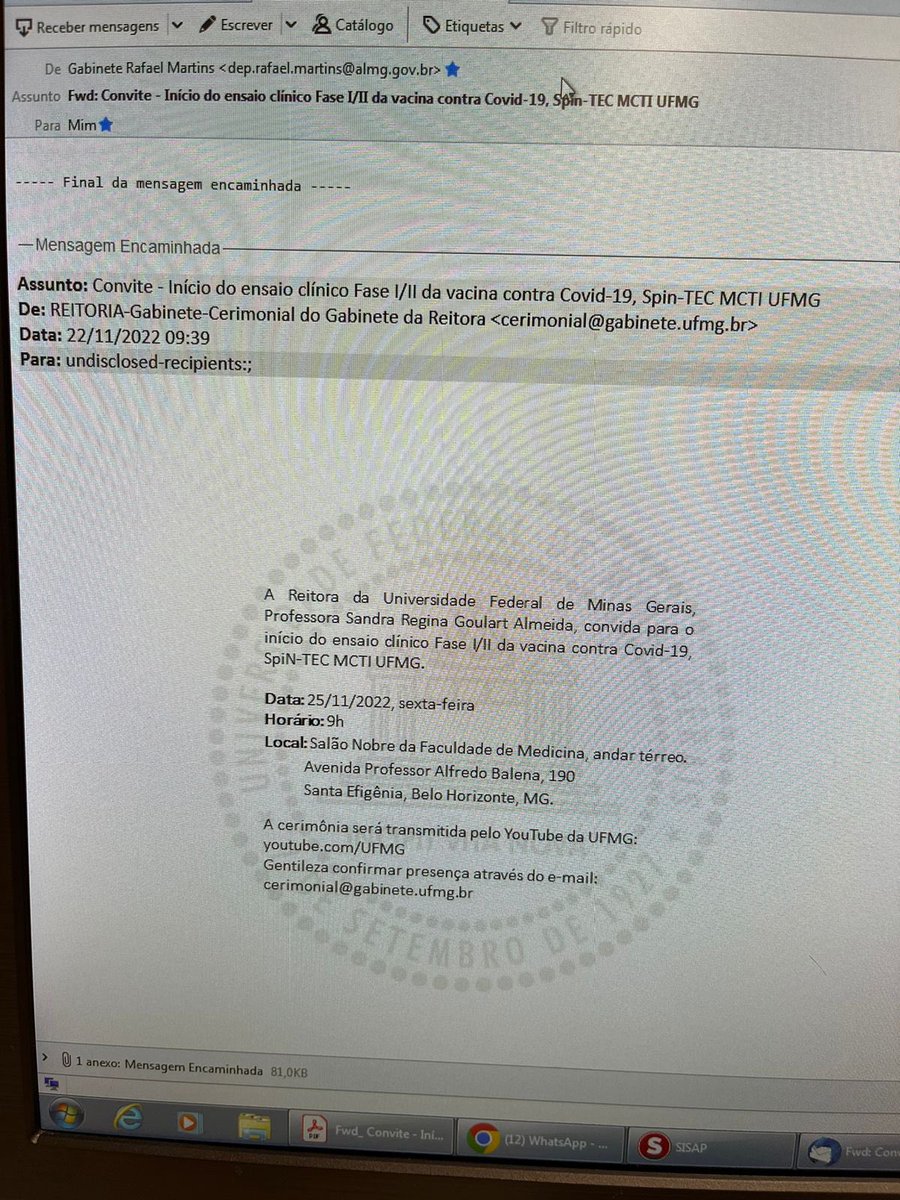 Receber mensagens Escrever Catálogo Etiquetas Filtro rápido
De Gabinete Rafael Martins <dep.rafael.martins@almg.gov.br>
Assunto Fwd: Convite - Início do ensaio clínico Fase I/II da vacina contra Covid-19, Spin-TEC MCTI UFMG
Para Mim
----- Final da mensagem encaminhada -----
Mensagem Encaminhada
Assunto: Convite - Início do ensaio clínico Fase I/II da vacina contra Covid-19, Spin-TEC MCTI UFMG
De: REITORIA-Gabinete-Cerimonial do Gabinete da Reitora <cerimonial@gabinete.ufmg.br>
Data: 22/11/2022 09:39
Para: undisclosed-recipients:;
A Reitora da Universidade Federal de Minas Gerais,
Professora Sandra Regina Goulart Almeida, convida para o
início do ensaio clínico Fase I/II da vacina contra Covid-19,
SpiN-TEC MCTI UFMG.
Data: 25/11/2022, sexta-feira
Horário: 9h
Local: Salão Nobre da Faculdade de Medicina, andar térreo.
Avenida Professor Alfredo Balena, 190
Santa Efigênia, Belo Horizonte, MG.
A cerimônia será transmitida pelo YouTube da UFMG:
youtube.com/UFMG
Gentileza confirmar presença através do e-mail:
cerimonial@gabinete.ufmg.br
DE SETEMBRO DE 1927
1 anexo: Mensagem Encaminhada 81,0KB
PDF Fwd_ Convite - Iní... (12) WhatsApp - ... S SISAP Fwd: Con